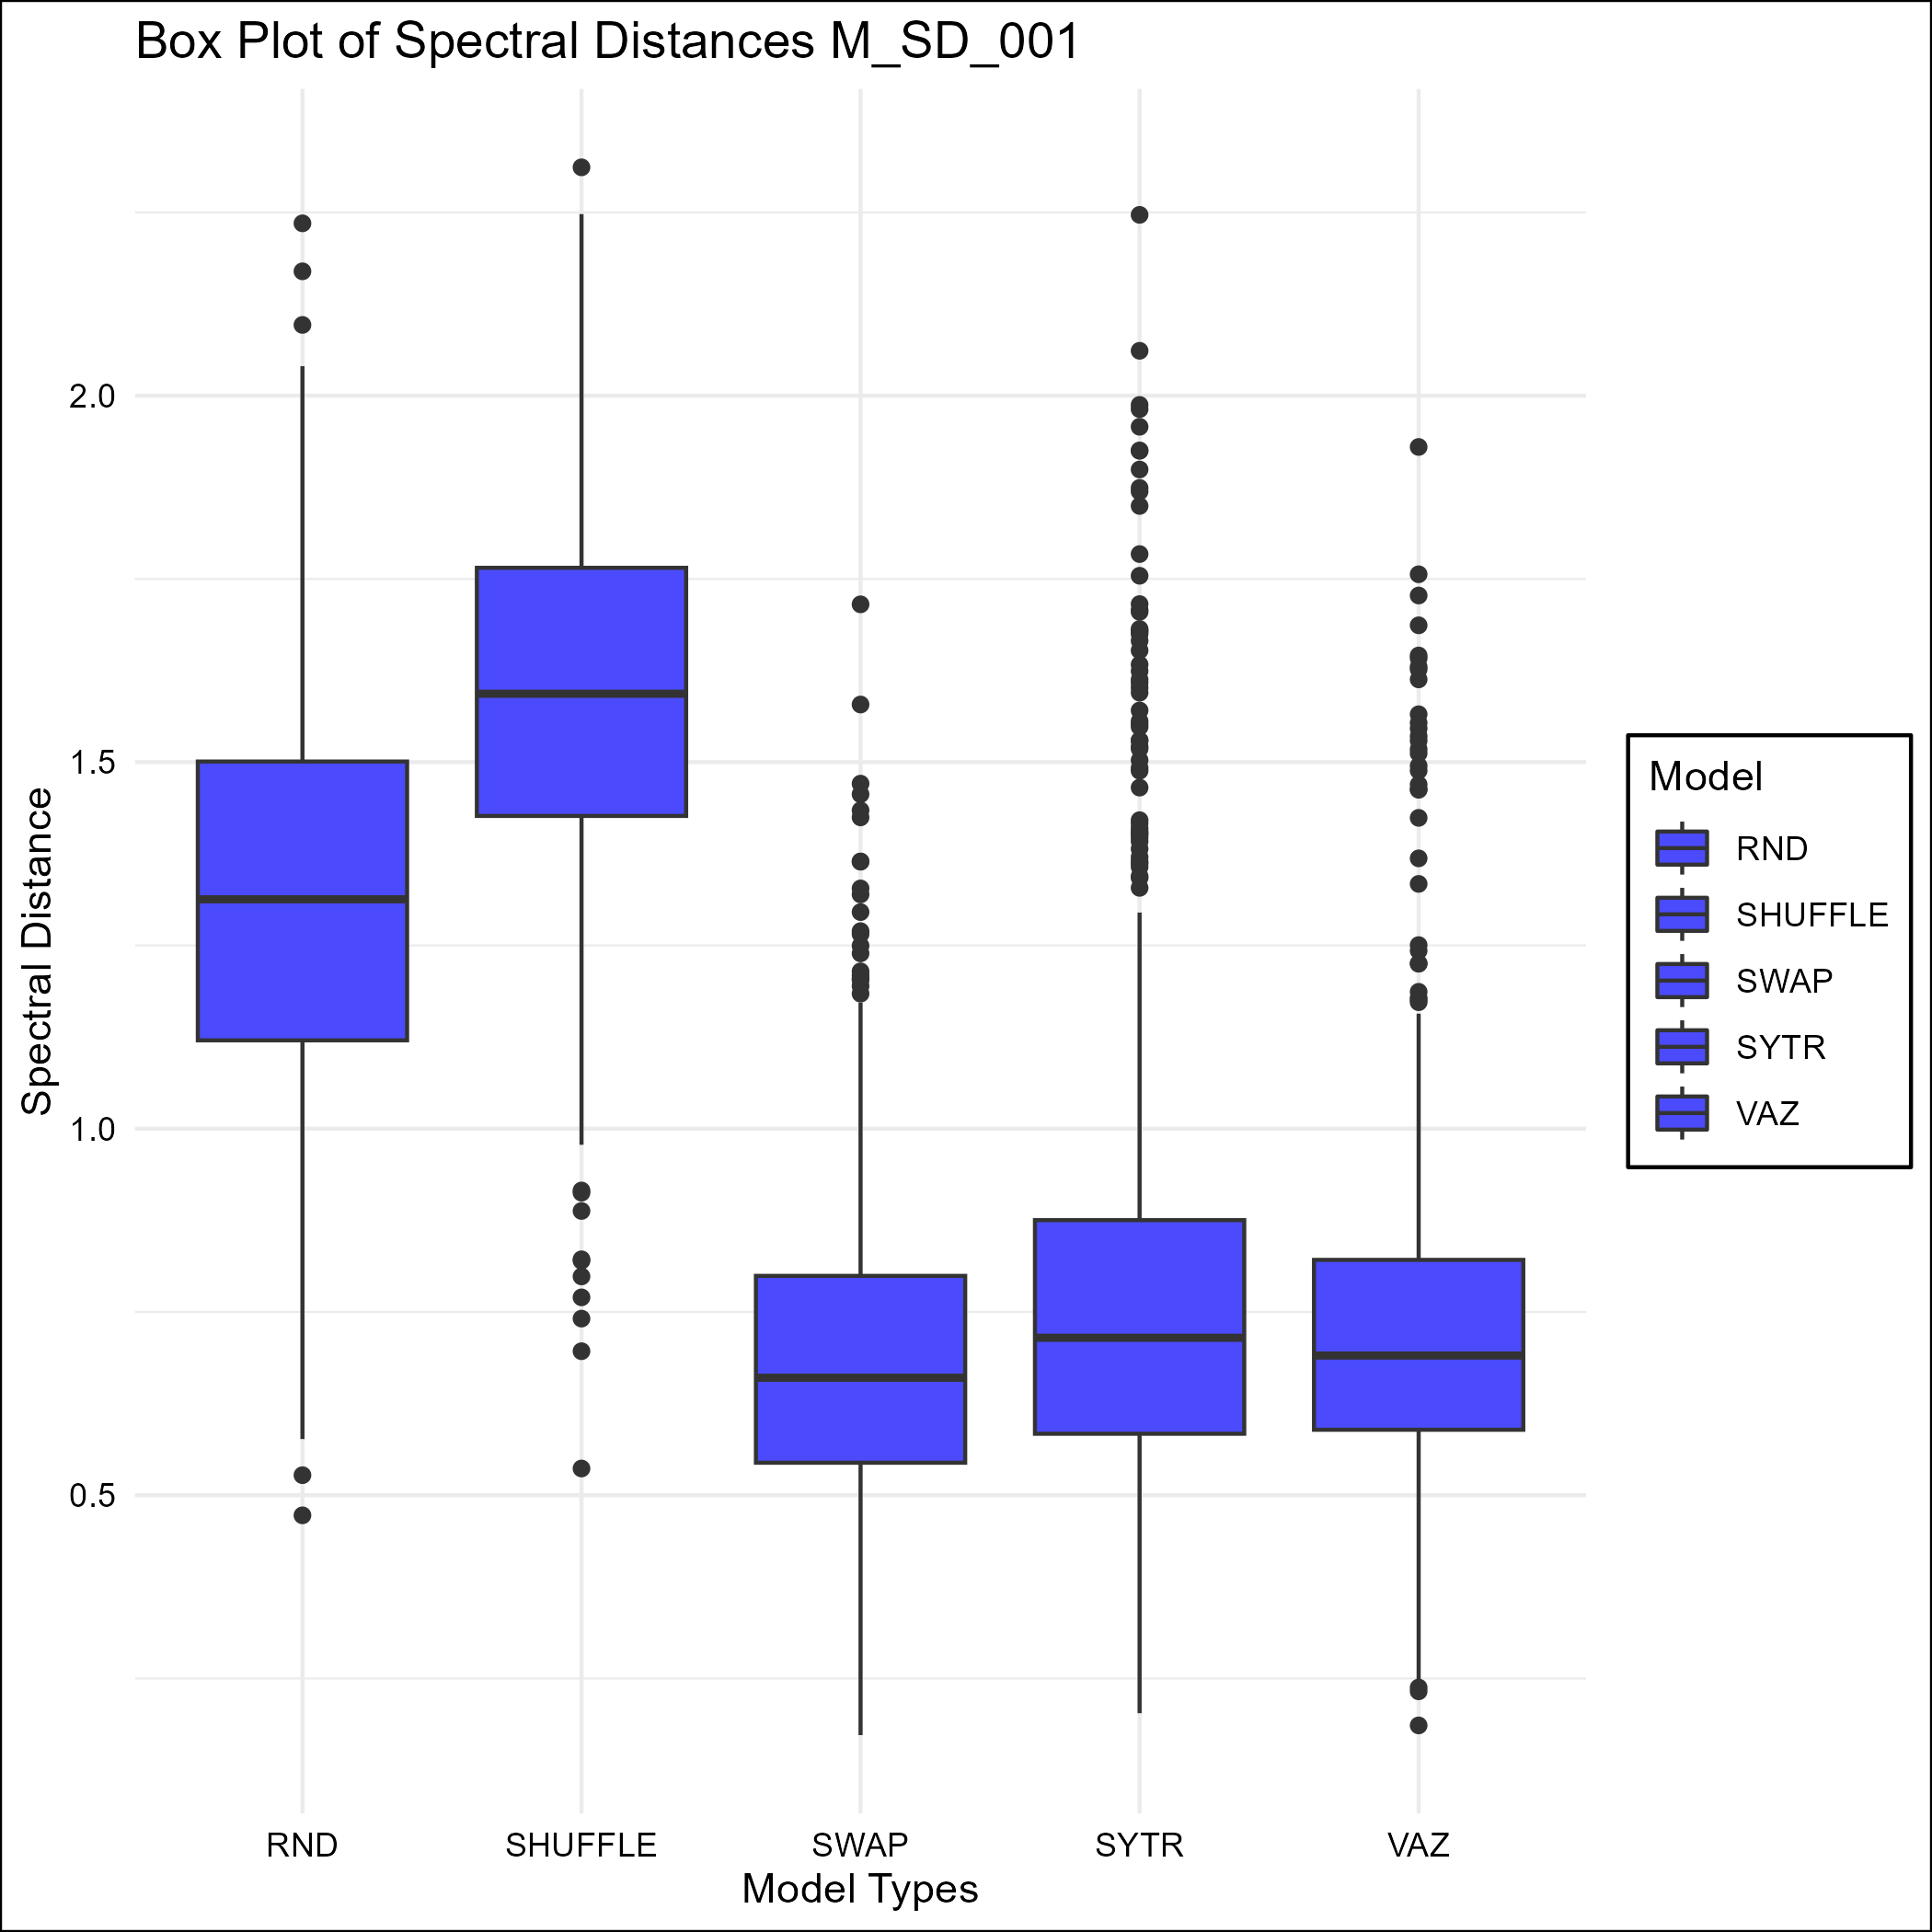 Box Plot of Spectral Distances M_SD_001
Spectral Distance
2.0
1.5
1.0
0.5
RND
SHUFFLE
SWAP
SYTR
VAZ
Model Types
Model
RND
SHUFFLE
SWAP
SYTR
VAZ